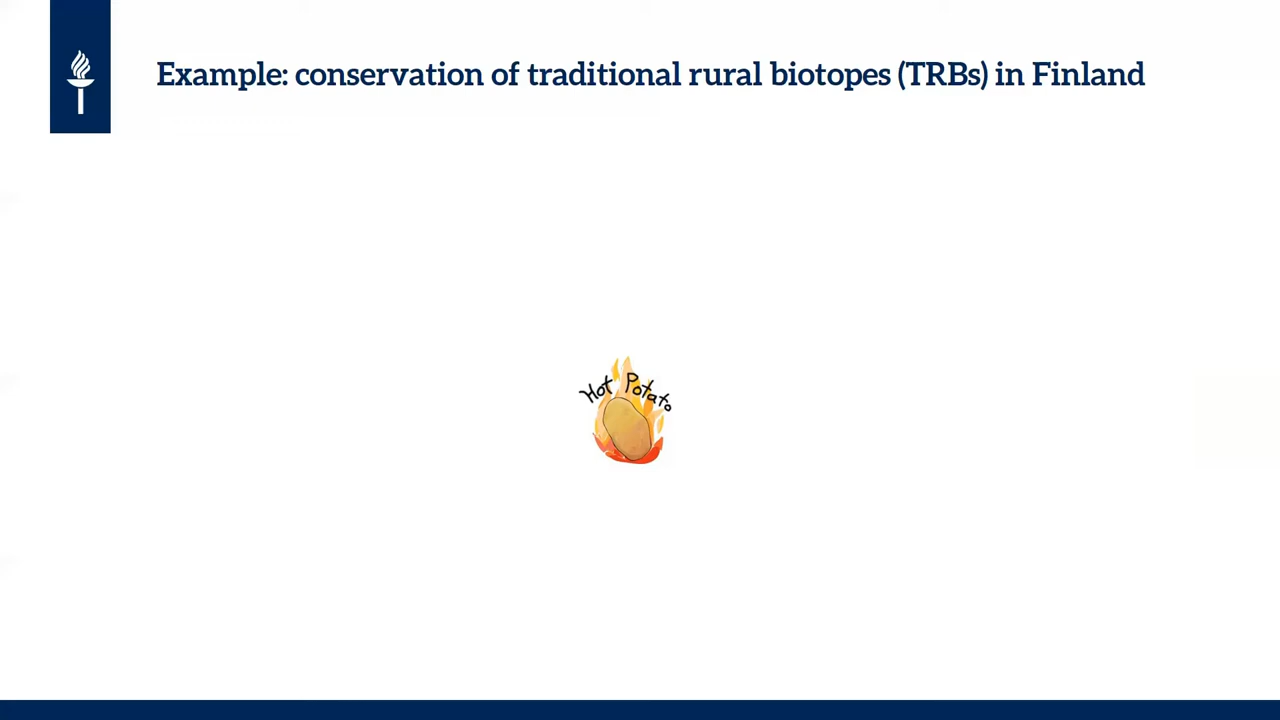 Example: conservation of traditional rural biotopes (TRBs) in Finland
Hot Potato